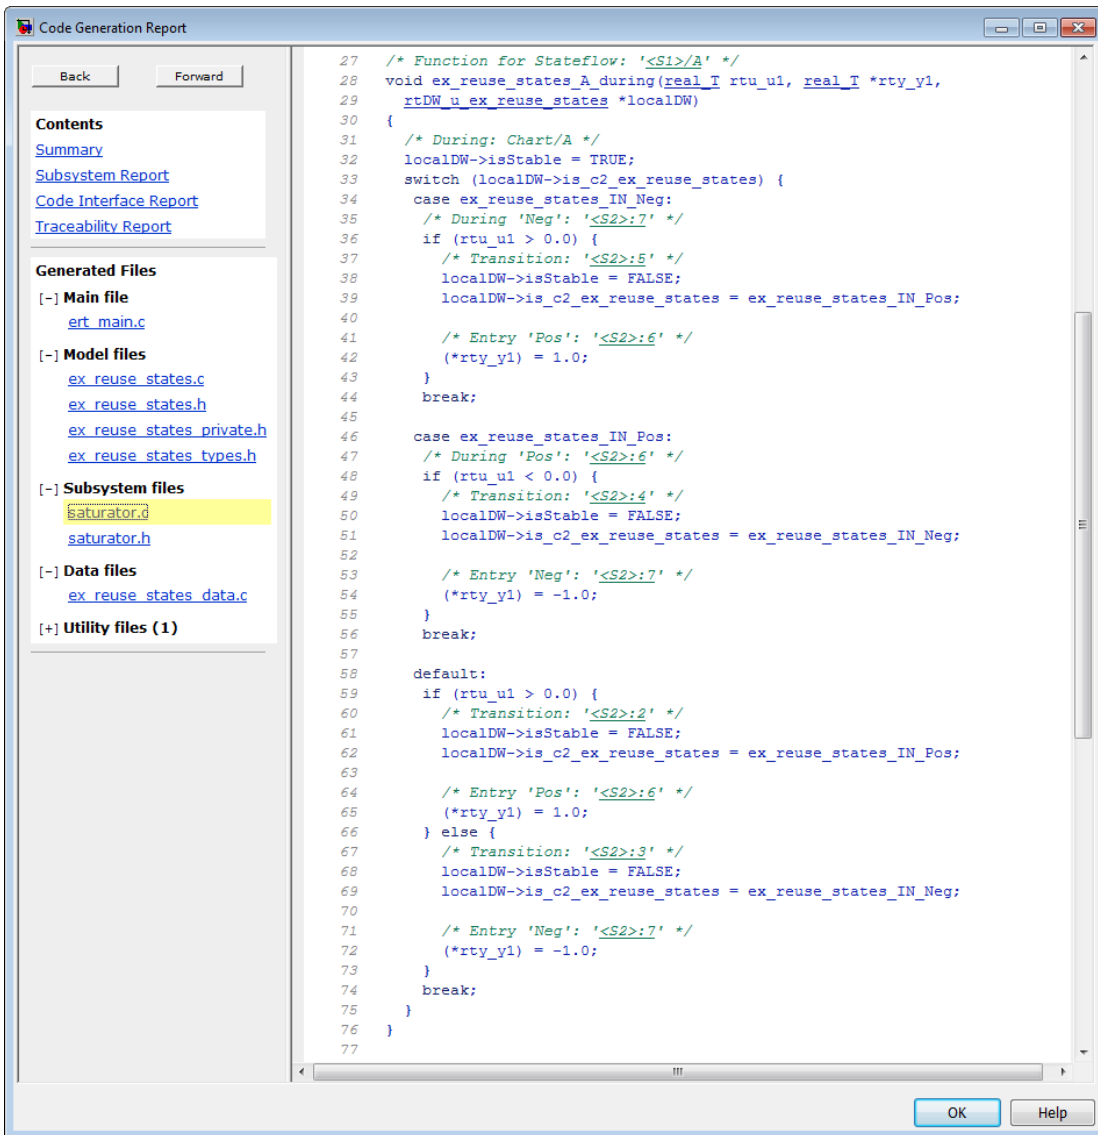 Code Generation Report
Back
Forward
Contents
Summary
Subsystem Report
Code Interface Report
Traceability Report
Generated Files
[-] Main file
ert_main.c
[-] Model files
ex_reuse_states.c
ex_reuse_states.h
ex_reuse_states_private.h
ex_reuse_states_types.h
[-] Subsystem files
saturator.c
saturator.h
[-] Data files
ex_reuse_states_data.c
[+] Utility files (1)
27 /* Function for Stateflow: '<S1>/A' */
28 void ex_reuse_states_A_during(real_T rtu_u1, real_T *rty_y1,
29 rtDW_u_ex_reuse_states *localDW)
30 {
31 /* During: Chart/A */
32 localDW->isStable = TRUE;
33 switch (localDW->is_c2_ex_reuse_states) {
34 case ex_reuse_states_IN_Neg:
35 /* During 'Neg': '<S2>:7' */
36 if (rtu_u1 > 0.0) {
37 /* Transition: '<S2>:5' */
38 localDW->isStable = FALSE;
39 localDW->is_c2_ex_reuse_states = ex_reuse_states_IN_Pos;
40
41 /* Entry 'Pos': '<S2>:6' */
42 (*rty_y1) = 1.0;
43 }
44 break;
45
46 case ex_reuse_states_IN_Pos:
47 /* During 'Pos': '<S2>:6' */
48 if (rtu_u1 < 0.0) {
49 /* Transition: '<S2>:4' */
50 localDW->isStable = FALSE;
51 localDW->is_c2_ex_reuse_states = ex_reuse_states_IN_Neg;
52
53 /* Entry 'Neg': '<S2>:7' */
54 (*rty_y1) = -1.0;
55 }
56 break;
57
58 default:
59 if (rtu_u1 > 0.0) {
60 /* Transition: '<S2>:2' */
61 localDW->isStable = FALSE;
62 localDW->is_c2_ex_reuse_states = ex_reuse_states_IN_Pos;
63
64 /* Entry 'Pos': '<S2>:6' */
65 (*rty_y1) = 1.0;
66 } else {
67 /* Transition: '<S2>:3' */
68 localDW->isStable = FALSE;
69 localDW->is_c2_ex_reuse_states = ex_reuse_states_IN_Neg;
70
71 /* Entry 'Neg': '<S2>:7' */
72 (*rty_y1) = -1.0;
73 }
74 break;
75 }
76 }
77
OK
Help